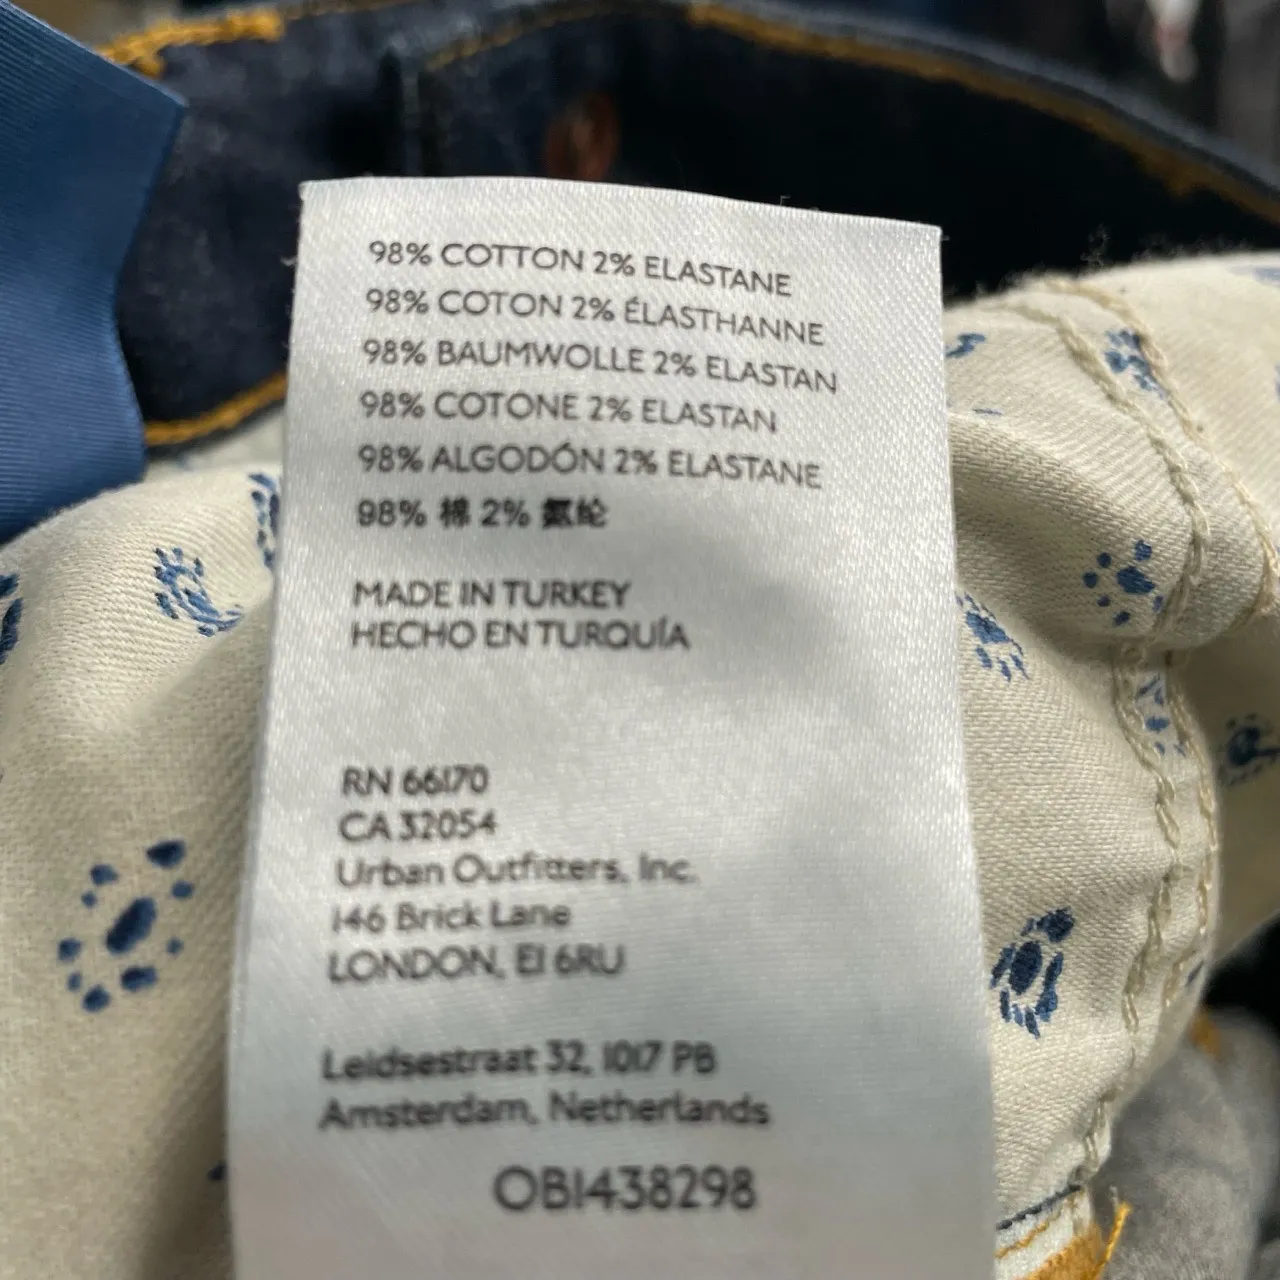 98% COTTON 2% ELASTANE
98% COTON 2% ÉLASTHANNE
98% BAUMWOLLE 2% ELASTAN
98% COTONE 2% ELASTAN
98% ALGODÓN 2% ELASTANE
98% 棉 2% 氨纶
MADE IN TURKEY
HECHO EN TURQUÍA
RN 66170
CA 32054
Urban Outfitters, Inc.
146 Brick Lane
LONDON, E1 6RU
Leidsestraat 32, 1017 PB
Amsterdam, Netherlands
OB1438298